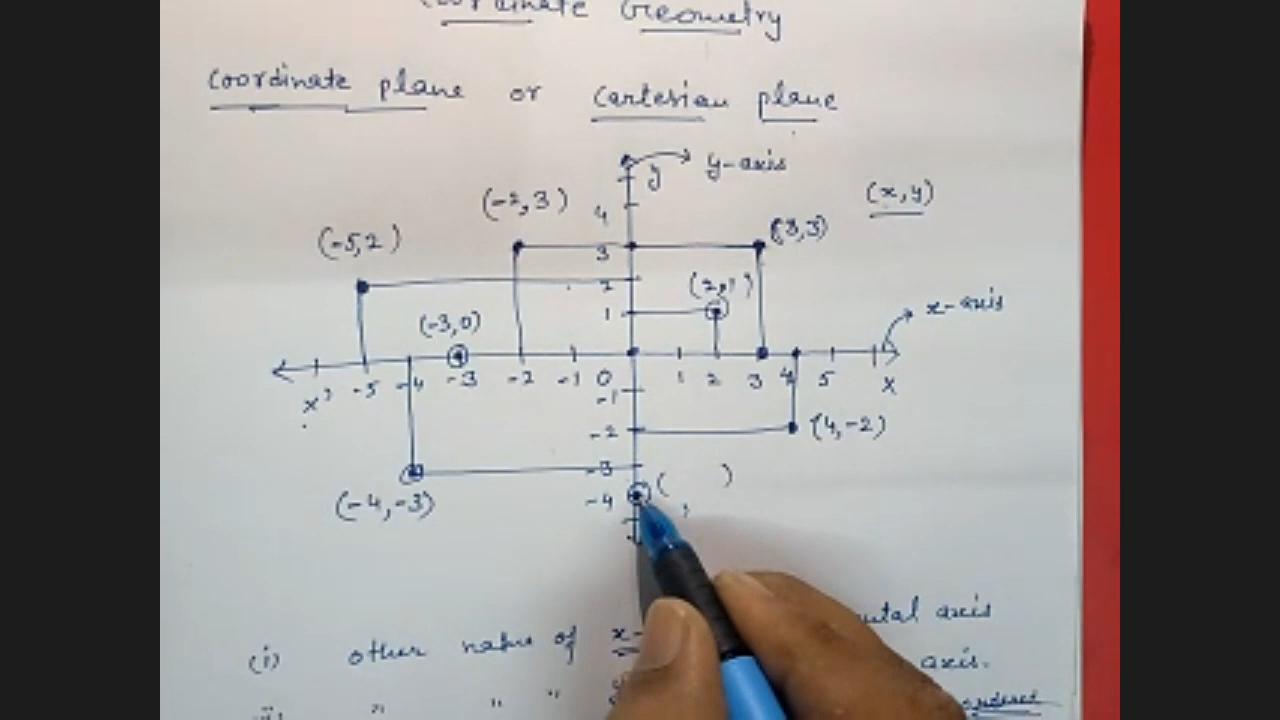 Coordinate Geometry
Coordinate plane or Cartesian plane
y-axis
y
(x,y)
(-2,3)
4
(3,3)
(-5,2)
3
2
(2,1)
1
x-axis
(-3,0)
x' -5 -4 -3 -2 -1 0 1 2 3 4 5 x
-1
-2
(4,-2)
-3
( , )
-4
(-4,-3)
(i) other name of x- axis
" " axis.